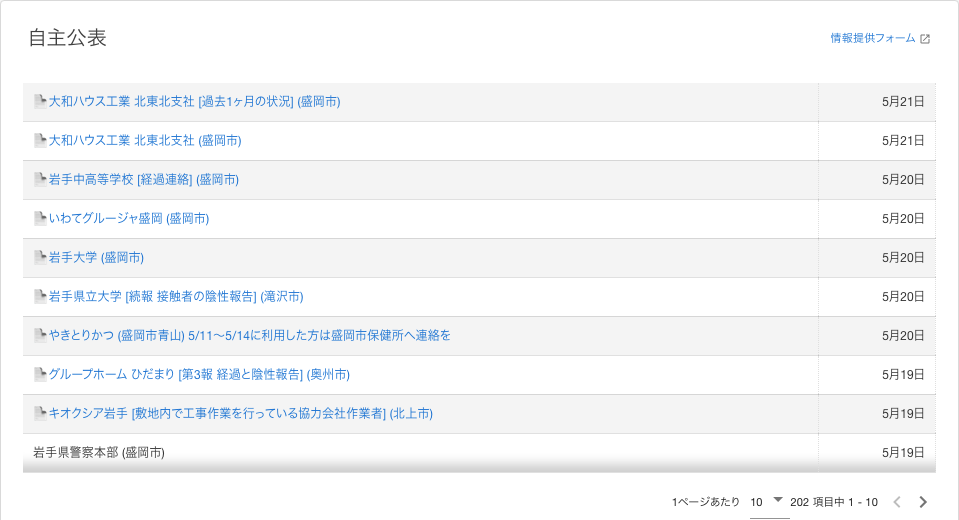 自主公表
情報提供フォーム
大和ハウス工業 北東北支社 [過去1ヶ月の状況] (盛岡市) 5月21日
大和ハウス工業 北東北支社 (盛岡市) 5月21日
岩手中高等学校 [経過連絡] (盛岡市) 5月20日
いわてグルージャ盛岡 (盛岡市) 5月20日
岩手大学 (盛岡市) 5月20日
岩手県立大学 [続報 接触者の陰性報告] (滝沢市) 5月20日
やきとりかつ (盛岡市青山) 5/11～5/14に利用した方は盛岡市保健所へ連絡を 5月20日
グループホーム ひだまり [第3報 経過と陰性報告] (奥州市) 5月19日
キオクシア岩手 [敷地内で工事作業を行っている協力会社作業者] (北上市) 5月19日
岩手県警察本部 (盛岡市) 5月19日
1ページあたり 10 202 項目中 1 - 10